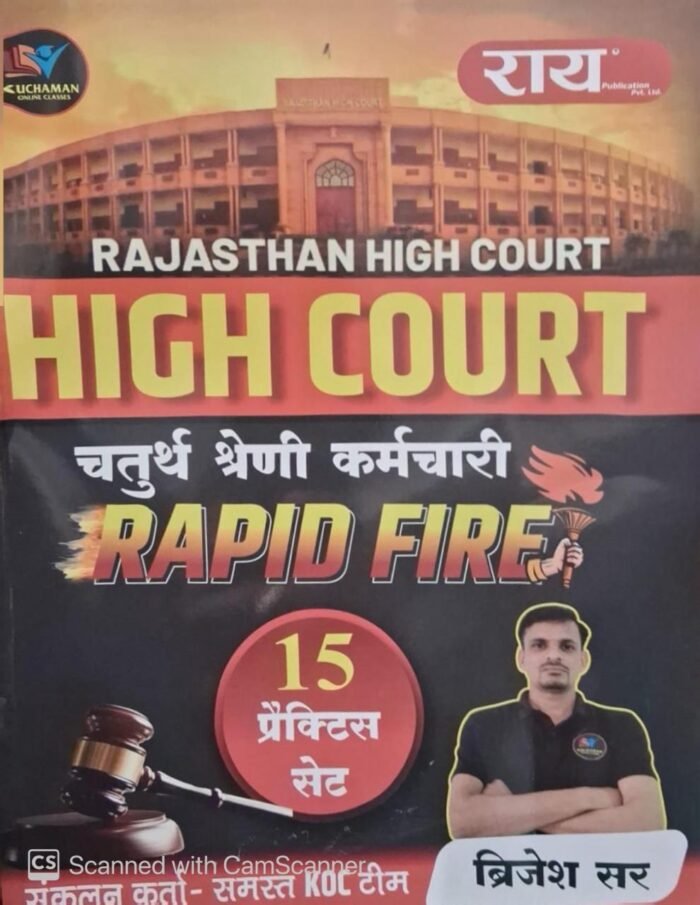 KUCHAMAN
ONLINE CLASSES
राय
Publication
Pvt. Ltd.
RAJASTHAN HIGH COURT
RAJASTHAN HIGH COURT
HIGH COURT
चतुर्थ श्रेणी कर्मचारी
RAPID FIRE
15
प्रैक्टिस
सेट
KUCHAMAN
ब्रिजेश सर
CS Scanned with CamScanner
संकलन कर्ता- समस्त KOC टीम